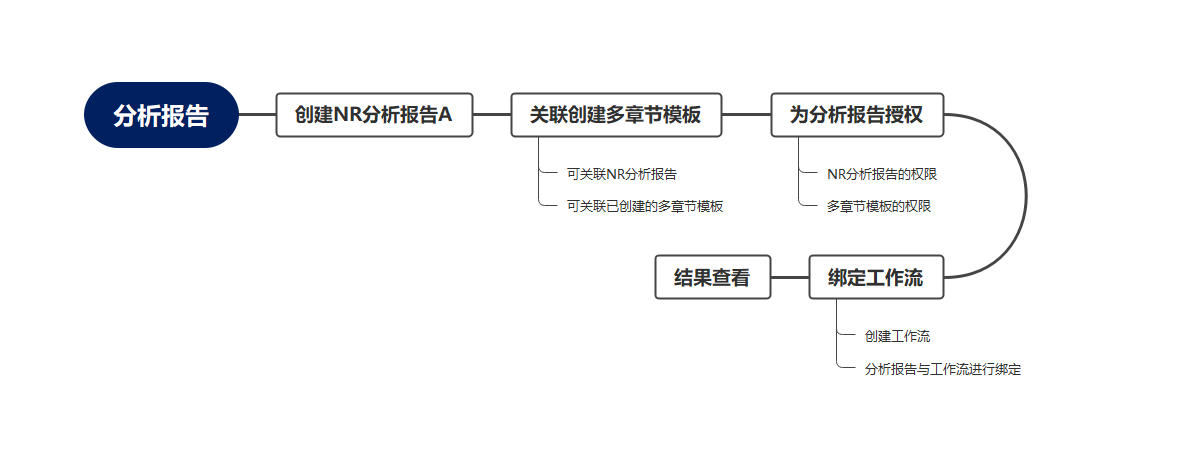 分析报告
创建NR分析报告A
关联创建多章节模板
可关联NR分析报告
可关联已创建的多章节模板
为分析报告授权
NR分析报告的权限
多章节模板的权限
绑定工作流
创建工作流
分析报告与工作流进行绑定
结果查看